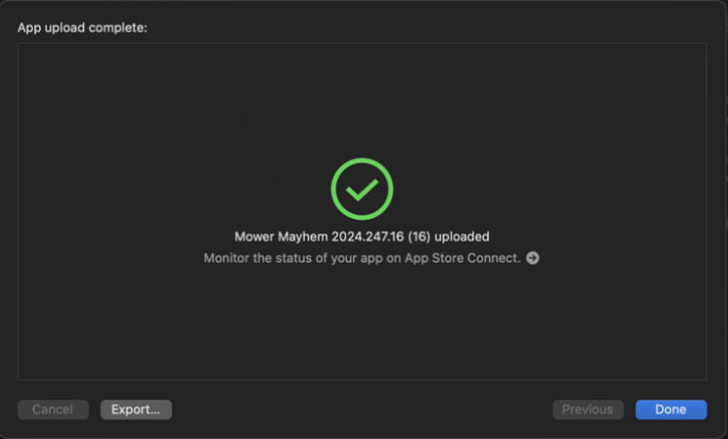 App upload complete:
Mower Mayhem 2024.247.16 (16) uploaded
Monitor the status of your app on App Store Connect.
Cancel
Export...
Previous
Done